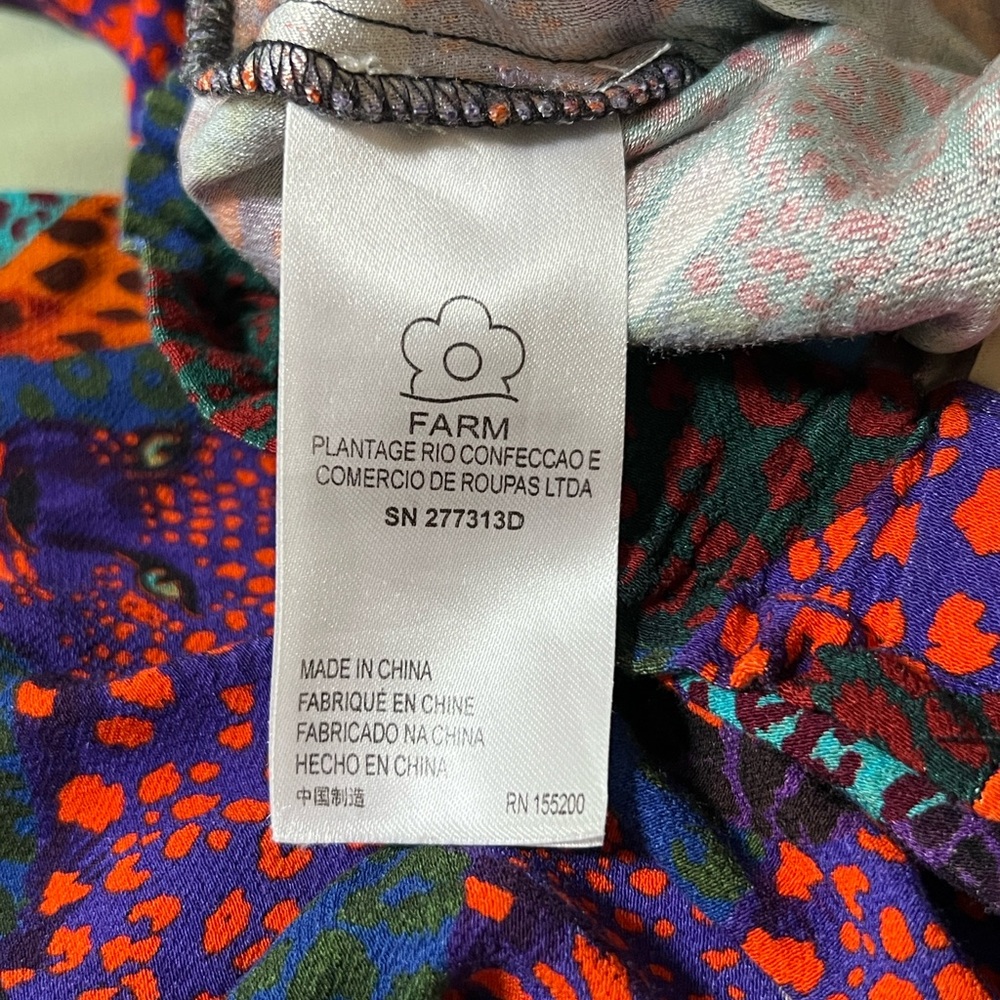 FARM
PLANTAGE RIO CONFECCAO E
COMERCIO DE ROUPAS LTDA
SN 277313D
MADE IN CHINA
FABRIQUÉ EN CHINE
FABRICADO NA CHINA
HECHO EN CHINA
中国制造
RN 155200